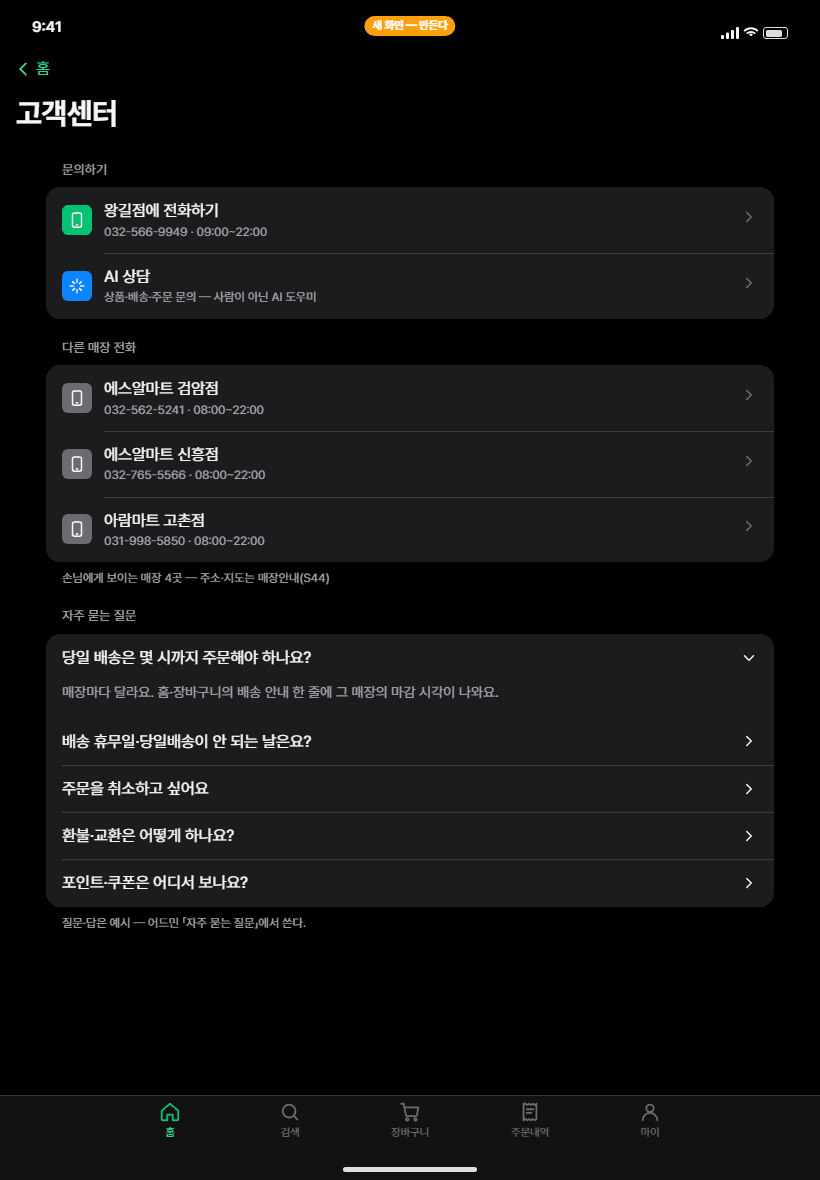 9:41
새 화면 — 만든다
홈
고객센터
문의하기
왕길점에 전화하기
032-566-9949 · 09:00~22:00
AI 상담
상품·배송·주문 문의 — 사람이 아닌 AI 도우미
다른 매장 전화
에스알마트 검암점
032-562-5241 · 08:00~22:00
에스알마트 신흥점
032-765-5566 · 08:00~22:00
아람마트 고촌점
031-998-5850 · 08:00~22:00
손님에게 보이는 매장 4곳 — 주소·지도는 매장안내(S44)
자주 묻는 질문
당일 배송은 몇 시까지 주문해야 하나요?
매장마다 달라요. 홈·장바구니의 배송 안내 한 줄에 그 매장의 마감 시각이 나와요.
배송 휴무일·당일배송이 안 되는 날은요?
주문을 취소하고 싶어요
환불·교환은 어떻게 하나요?
포인트·쿠폰은 어디서 보나요?
질문·답은 예시 — 어드민 「자주 묻는 질문」에서 쓴다.
홈
검색
장바구니
주문내역
마이